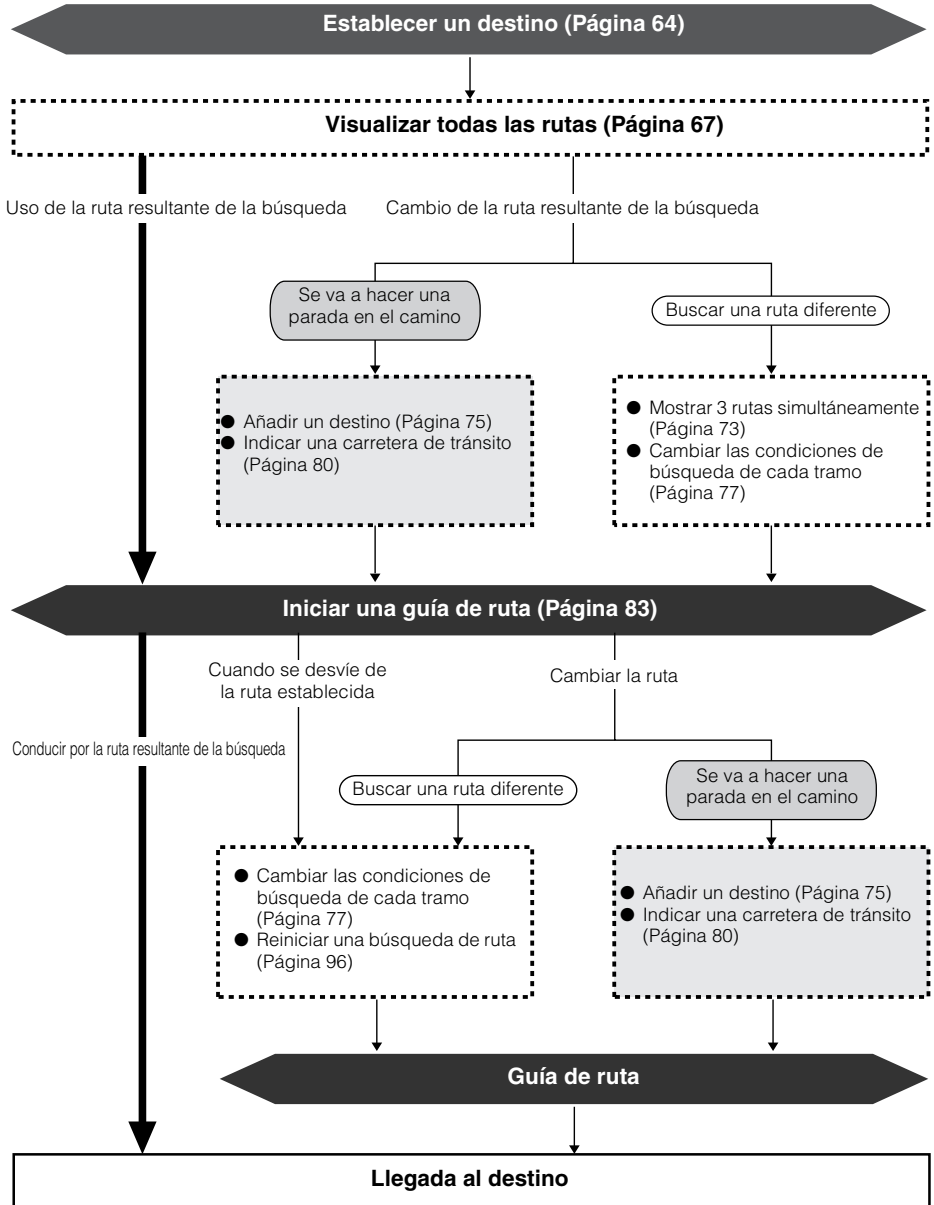 Establecer un destino (Página 64)
Visualizar todas las rutas (Página 67)
Uso de la ruta resultante de la búsqueda
Cambio de la ruta resultante de la búsqueda
Se va a hacer una
parada en el camino
Buscar una ruta diferente
● Añadir un destino (Página 75)
● Indicar una carretera de tránsito
(Página 80)
● Mostrar 3 rutas simultáneamente
(Página 73)
● Cambiar las condiciones de
búsqueda de cada tramo
(Página 77)
Iniciar una guía de ruta (Página 83)
Cuando se desvíe de
la ruta establecida
Cambiar la ruta
Conducir por la ruta resultante de la búsqueda
Buscar una ruta diferente
Se va a hacer una
parada en el camino
● Cambiar las condiciones de
búsqueda de cada tramo
(Página 77)
● Reiniciar una búsqueda de ruta
(Página 96)
● Añadir un destino (Página 75)
● Indicar una carretera de tránsito
(Página 80)
Guía de ruta
Llegada al destino